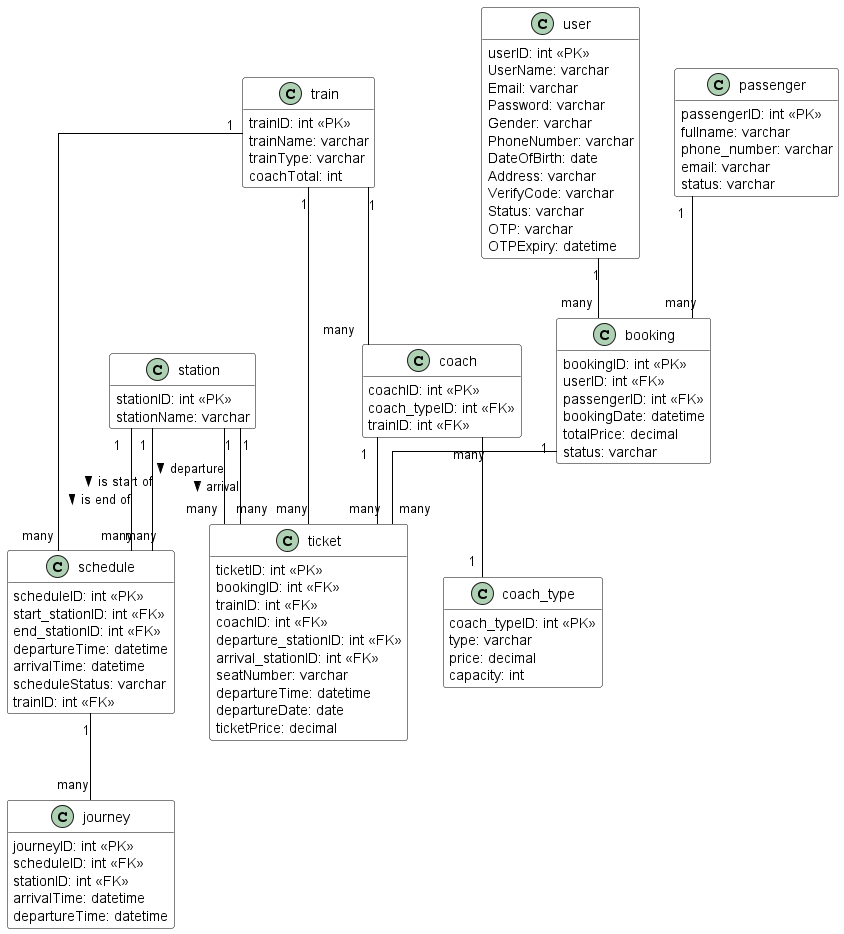 C user
userID: int «PK»
UserName: varchar
Email: varchar
Password: varchar
Gender: varchar
PhoneNumber: varchar
DateOfBirth: date
Address: varchar
VerifyCode: varchar
Status: varchar
OTP: varchar
OTPExpiry: datetime
C passenger
passengerID: int «PK»
fullname: varchar
phone_number: varchar
email: varchar
status: varchar
C train
trainID: int «PK»
trainName: varchar
trainType: varchar
coachTotal: int
1
1
1
1
1
many
many
many
C booking
bookingID: int «PK»
userID: int «FK»
passengerID: int «FK»
bookingDate: datetime
totalPrice: decimal
status: varchar
C station
stationID: int «PK»
stationName: varchar
C coach
coachID: int «PK»
coach_typeID: int «FK»
trainID: int «FK»
1
1
1
1
1
many
1
departure
is start of
arrival
is end of
many
many
many
many
many
many
many
many
1
C schedule
scheduleID: int «PK»
start_stationID: int «FK»
end_stationID: int «FK»
departureTime: datetime
arrivalTime: datetime
scheduleStatus: varchar
trainID: int «FK»
C ticket
ticketID: int «PK»
bookingID: int «FK»
trainID: int «FK»
coachID: int «FK»
departure_stationID: int «FK»
arrival_stationID: int «FK»
seatNumber: varchar
departureTime: datetime
departureDate: date
ticketPrice: decimal
C coach_type
coach_typeID: int «PK»
type: varchar
price: decimal
capacity: int
1
many
C journey
journeyID: int «PK»
scheduleID: int «FK»
stationID: int «FK»
arrivalTime: datetime
departureTime: datetime